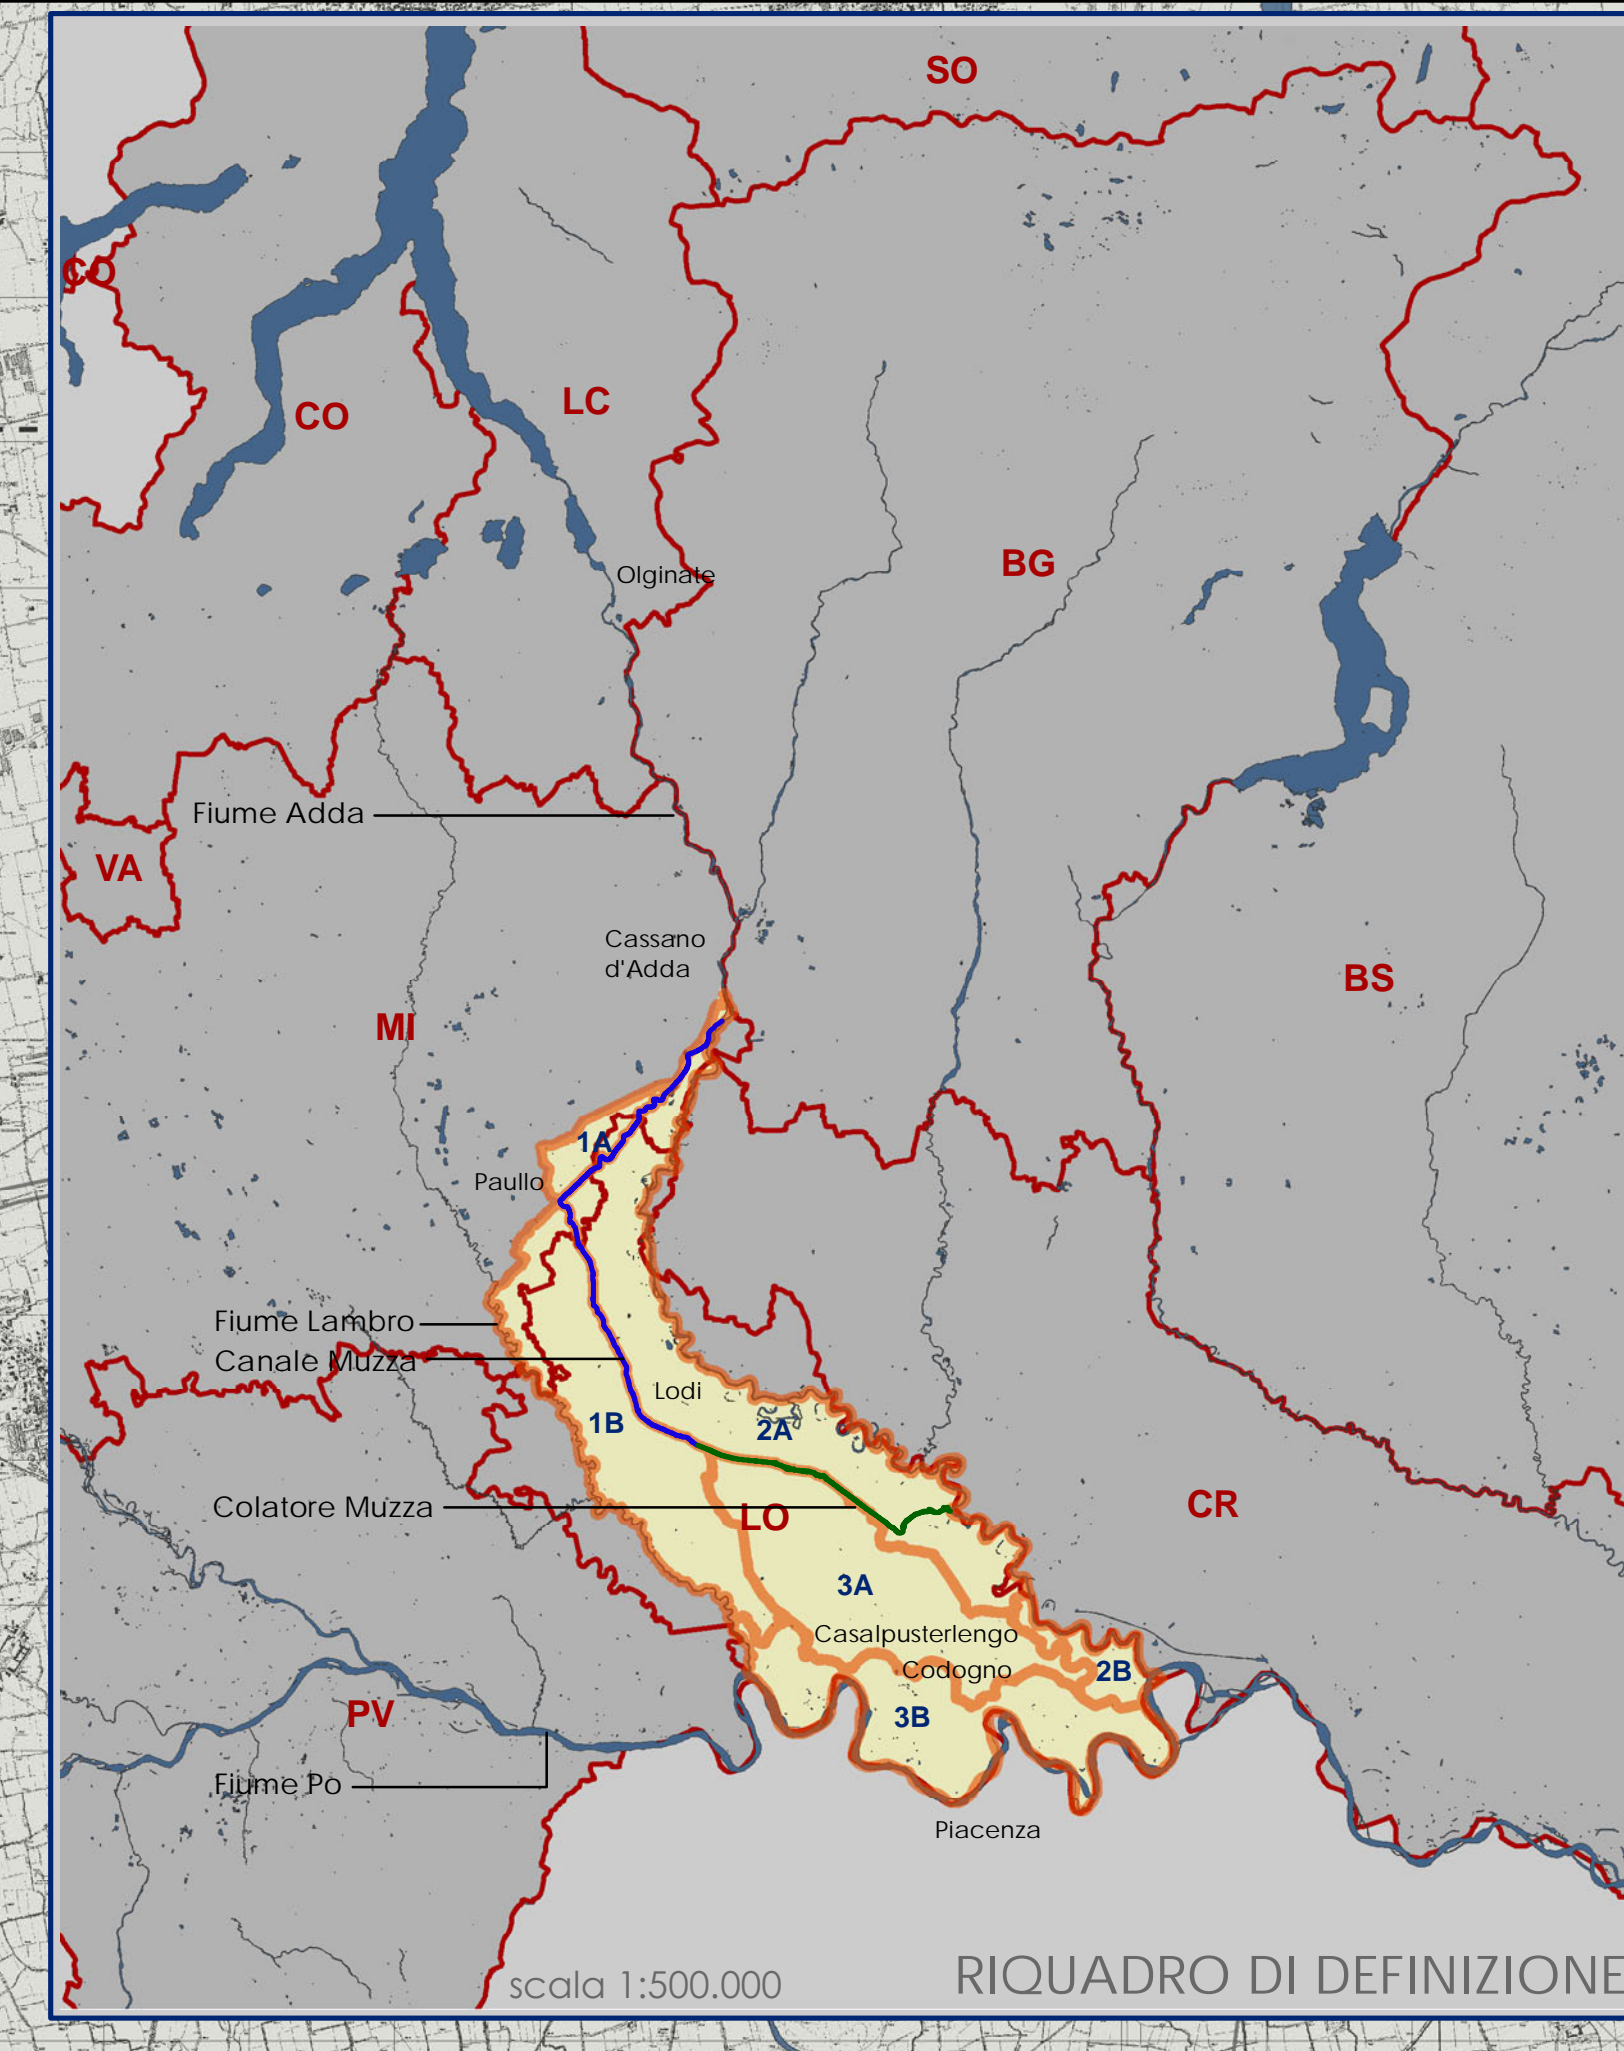 SO
CO
CO
LC
BG
Olginate
Fiume Adda
VA
Cassano
d'Adda
BS
MI
1A
Paullo
Fiume Lambro
Canale Muzza
Lodi
1B
2A
Colatore Muzza
LO
CR
3A
Casalpusterlengo
Codogno
2B
PV
3B
Fiume Po
Piacenza
scala 1:500.000
RIQUADRO DI DEFINIZIONE